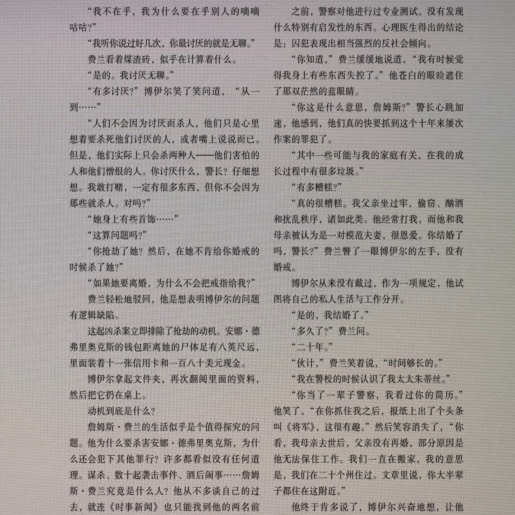 “我不在乎，我为什么要在乎别人的嘀嘀
咕咕？”
“我听你说过好几次，你最讨厌的就是无聊。”
费兰看着煤渣砖，似乎在计算着什么。
“是的。我讨厌无聊。”
“有多讨厌？”博伊尔笑了笑问道，“从一
到……”
“人们不会因为讨厌而杀人，他们只是心里
想着要杀死他们讨厌的人，或者嘴上说说而已。
但是，他们实际上只会杀两种人——他们害怕的
人和他们憎恨的人。你讨厌什么，警长？仔细想
想。我敢打赌，一定有很多东西，但你不会因为
那些就杀人。对吗？”
“她身上有些首饰……”
“这算问题吗？”
“你抢劫了她？然后，在她不肯给你婚戒的
时候杀了她？”
“如果她要离婚，为什么不会把戒指给我？”
费兰轻松地驳回，他是想表明博伊尔的问题
有逻辑缺陷。
这起凶杀案立即排除了抢劫的动机。安娜·德
弗里奥克斯的钱包距离她的尸体足有八英尺远，
里面装着十一张信用卡和一百八十美元现金。
博伊尔拿起文件夹，再次翻阅里面的资料，
然后把它扔在桌上。
动机到底是什么？
詹姆斯·费兰的生活似乎是个值得探究的问
题。他为什么要杀害安娜·德弗里奥克斯，为什
么还会犯下其他罪行？许多都看似没有任何道
理。谋杀、数十起袭击事件、酒后闹事……詹姆
斯·费兰究竟是什么人？他从不多谈自己的过
去，就连《时事新闻》也只能找到他的两名前
之前，警察对他进行过专业测试，没有发现
什么特别有启发性的东西。心理医生得出的结论
是；囚犯表现出相当强烈的反社会倾向。
“你知道，”费兰缓缓地说道，“我有时候觉
得我身上有些东西失控了。”他苍白的眼睑遮住
了那双茫然的蓝眼睛。
“你这是什么意思，詹姆斯？”警长心跳加
速，他感到，他们真的快要抓到这个十年来屡次
作案的罪犯了。
“其中一些可能与我的家庭有关，在我的成
长过程中有很多垃圾。”
“有多糟糕？”
“真的很糟。我父亲坐过牢，偷窃、酗酒
和扰乱秩序，诸如此类。他经常打我，而他和我
母亲被认为是一对模范夫妻，很恩爱。你结婚了
吗，警长？”费兰瞥了一眼博伊尔的左手，没有
婚戒。
博伊尔从来没有戴过，作为一项规定，他试
图将自己的私人生活与工作分开。
“是的，我结婚了。”
“多久了？”费兰问。
“二十年。”
“伙计，”费兰笑着说，“时间够长的。”
“我在警校的时候认识了我太太朱蒂丝。”
“你当了一辈子警察，我看过你的简历。”
他笑了，“在你抓住我之后，报纸上出了个头条
叫《将军》，这很有趣。”然后笑容消失了，“你
看，我母亲去世后，父亲没有再婚，部分原因是
他无法保住工作。我们一直在搬家，我的意思
是，我们在二十个州住过。文章里说，你大半辈
子都住在这附近。”
他终于肯多说了，博伊尔兴奋地想，让他